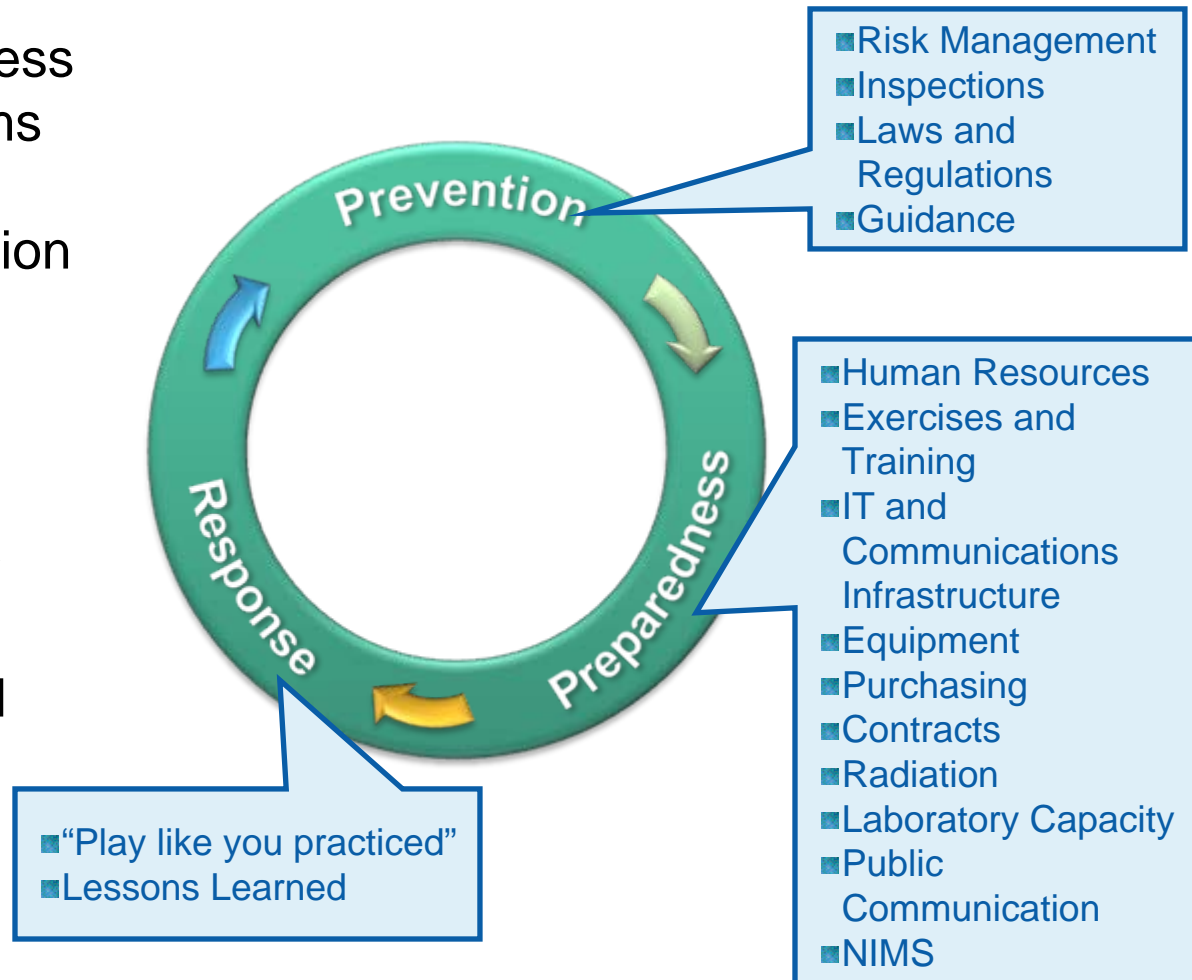 ess
ns
ion
d
Prevention
Preparedness
Response
▪Risk Management
▪Inspections
▪Laws and
Regulations
▪Guidance
▪Human Resources
▪Exercises and
Training
▪IT and
Communications
Infrastructure
▪Equipment
▪Purchasing
▪Contracts
▪Radiation
▪Laboratory Capacity
▪Public
Communication
▪NIMS
▪“Play like you practiced”
▪Lessons Learned